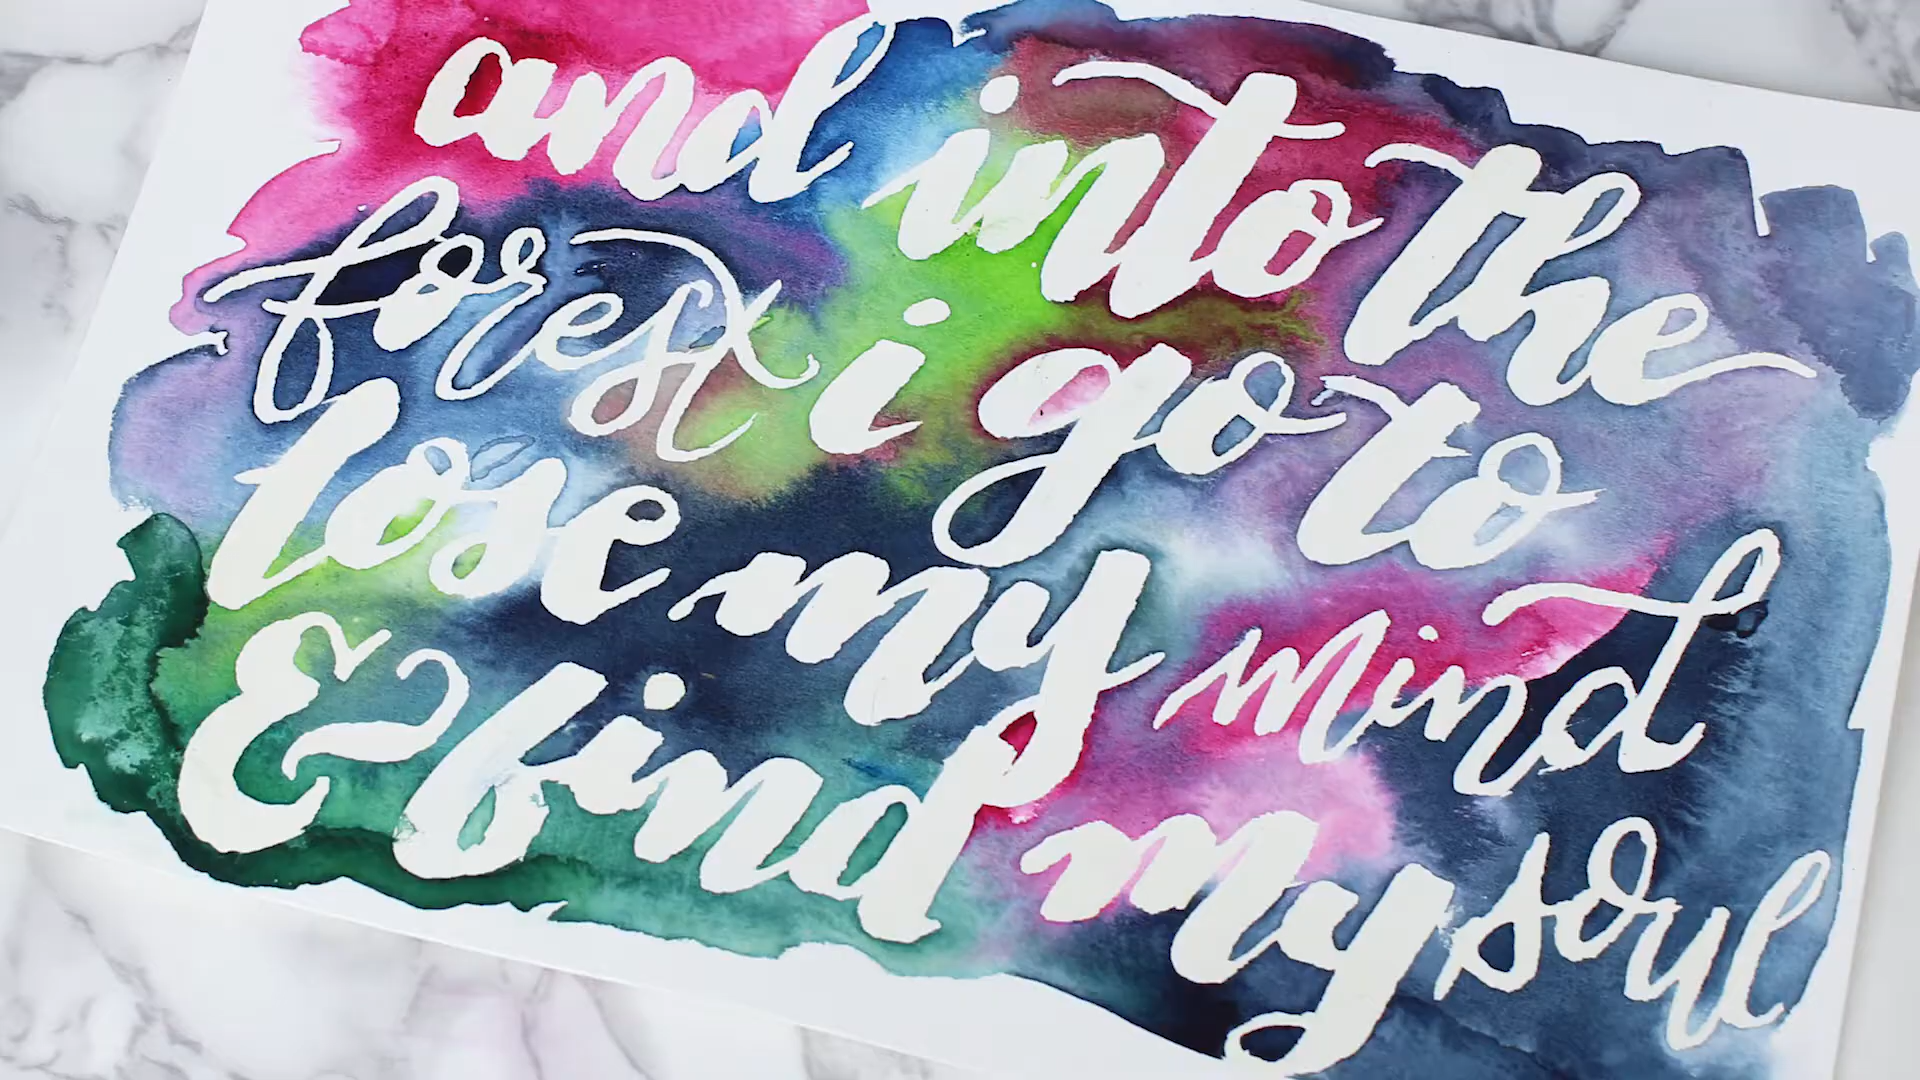 and into the
forest i go to
lose my mind
& find my soul